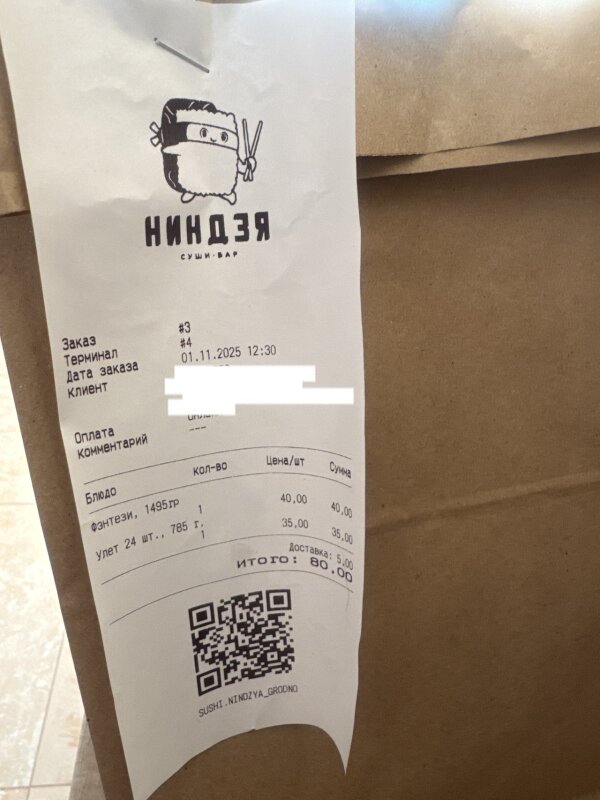 НИНДЗЯ
СУШИ·БАР
Заказ #3
Терминал #4
Дата заказа 01.11.2025 12:30
Клиент
Оплата
Комментарий ---
Блюдо кол-во Цена/шт Сумма
Фэнтези, 1495гр 1 40,00 40,00
Улет 24 шт., 785 г. 1 35,00 35,00
Доставка: 5,00
ИТОГО: 80.00
SUSHI.NINDZYA_GRODNO